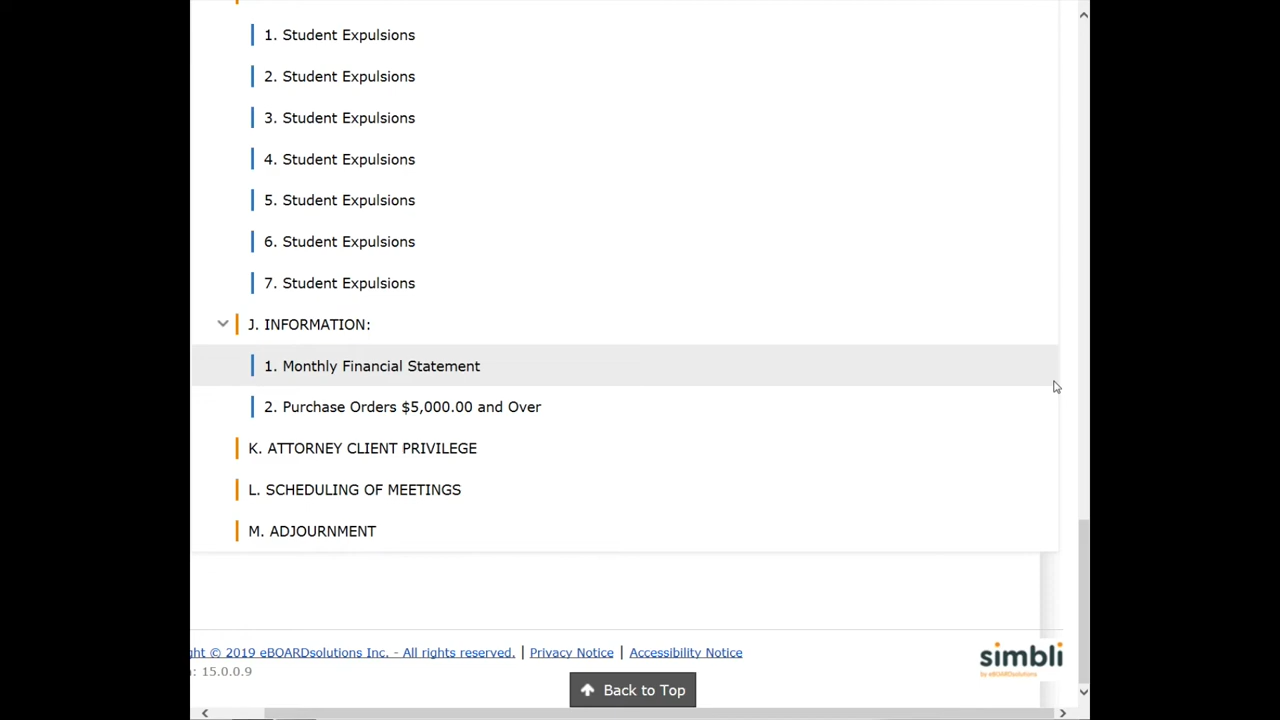 1. Student Expulsions
2. Student Expulsions
3. Student Expulsions
4. Student Expulsions
5. Student Expulsions
6. Student Expulsions
7. Student Expulsions
J. INFORMATION:
1. Monthly Financial Statement
2. Purchase Orders $5,000.00 and Over
K. ATTORNEY CLIENT PRIVILEGE
L. SCHEDULING OF MEETINGS
M. ADJOURNMENT
ght © 2019 eBOARDsolutions Inc. - All rights reserved. | Privacy Notice | Accessibility Notice
: 15.0.0.9
simbli
by eBOARDsolutions
Back to Top